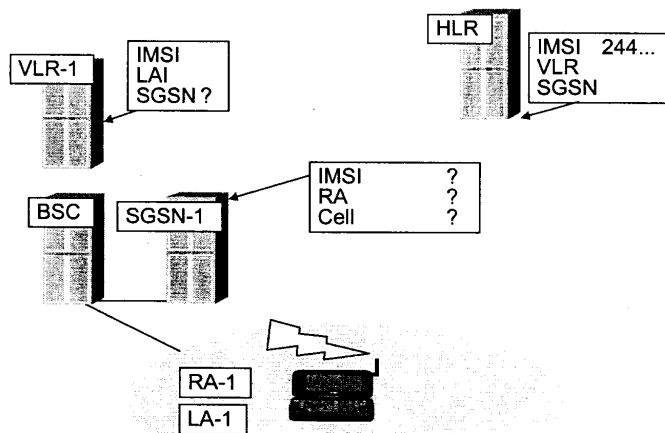 VLR-1
IMSI
LAI
SGSN ?
HLR
IMSI 244...
VLR
SGSN
BSC
SGSN-1
IMSI ?
RA ?
Cell ?
RA-1
LA-1